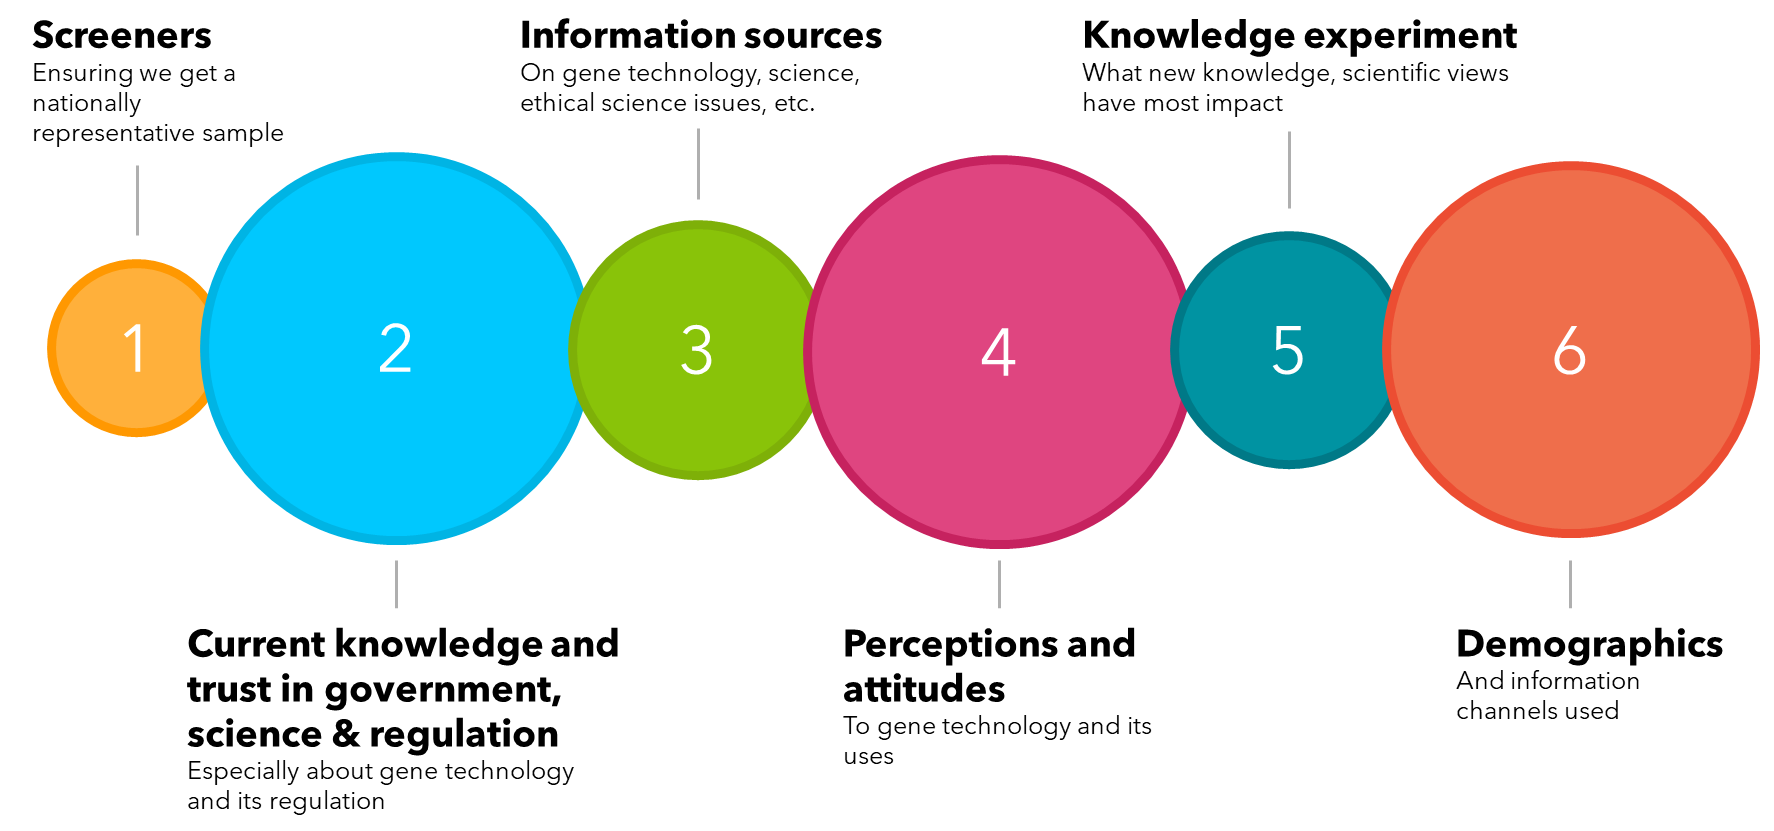 Screeners
Ensuring we get a
nationally
representative sample
Information sources
On gene technology, science,
ethical science issues, etc.
Knowledge experiment
What new knowledge, scientific views
have most impact
1
2
3
4
5
6
Current knowledge and
trust in government,
science & regulation
Especially about gene technology
and its regulation
Perceptions and
attitudes
To gene technology and its
uses
Demographics
And information
channels used